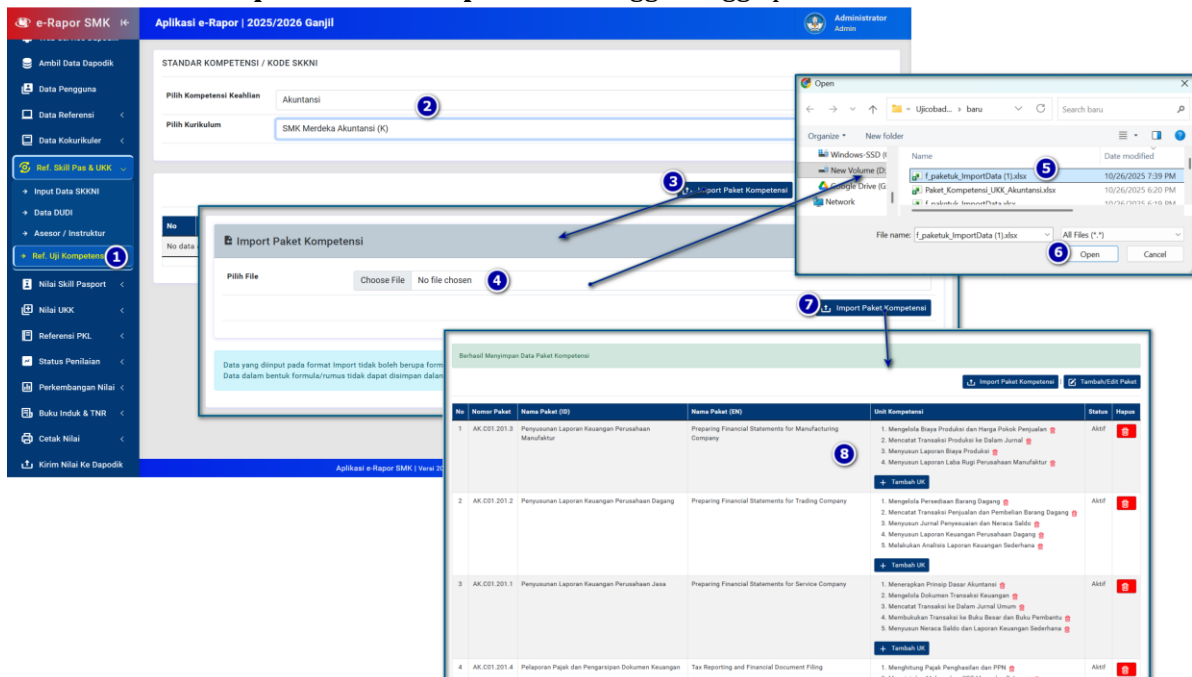 e-Rapor SMK
Aplikasi e-Rapor | 2025/2026 Ganjil
Administrator
Admin
Ambil Data Dapodik
Data Pengguna
Data Referensi
Data Kokurikuler
Ref. Skill Pas & UKK
Input Data SKKNI
Data DUDI
Asesor / Instruktur
Ref. Uji Kompetens
1
Nilai Skill Pasport
Nilai UKK
Referensi PKL
Status Penilaian
Perkembangan Nilai
Buku Induk & TNR
Cetak Nilai
Kirim Nilai Ke Dapodik
STANDAR KOMPETENSI / KODE SKKNI
Pilih Kompetensi Keahlian
Akuntansi
2
Pilih Kurikulum
SMK Merdeka Akuntansi (K)
3
Import Paket Kompetensi
No
No data
Aplikasi e-Rapor SMK | Versi 20
Import Paket Kompetensi
Pilih File
Choose File No file chosen
4
7
Import Paket Kompetensi
Data yang diinput pada format Import tidak boleh berupa form
Data dalam bentuk formula/rumus tidak dapat disimpan dalan
Open
Ujicobad... baru
Search baru
Organize
New folder
Windows-SSD (
New Volume (D:
Google Drive (G:
Network
Name
Date modified
5
f_paketuk_ImportData (1).xlsx
10/26/2025 7:39 PM
Paket_Kompetensi_UKK_Akuntansi.xlsx
10/26/2025 6:20 PM
f_paketuk_ImportData.xlsx
10/26/2025 6:19 PM
File name:
f_paketuk_ImportData (1).xlsx
All Files (*.*)
6
Open
Cancel
Berhasil Menyimpan Data Paket Kompetensi
Import Paket Kompetensi
Tambah/Edit Paket
No Nomor Paket Nama Paket (ID) Nama Paket (EN) Unit Kompetensi Status Hapus
8
1 AK.C01.201.3 Penyusunan Laporan Keuangan Perusahaan
Manufaktur
Preparing Financial Statements for Manufacturing
Company
1. Mengelola Biaya Produksi dan Harga Pokok Penjualan
2. Mencatat Transaksi Produksi ke Dalam Jurnal
3. Menyusun Laporan Biaya Produksi
4. Menyusun Laporan Laba Rugi Perusahaan Manufaktur
Aktif
+ Tambah UK
2 AK.C01.201.2 Penyusunan Laporan Keuangan Perusahaan Dagang
Preparing Financial Statements for Trading Company
1. Mengelola Persediaan Barang Dagang
2. Mencatat Transaksi Penjualan dan Pembelian Barang Dagang
3. Menyusun Jurnal Penyesuaian dan Neraca Saldo
4. Menyusun Laporan Keuangan Perusahaan Dagang
5. Melakukan Analisis Laporan Keuangan Sederhana
Aktif
+ Tambah UK
3 AK.C01.201.1 Penyusunan Laporan Keuangan Perusahaan Jasa
Preparing Financial Statements for Service Company
1. Menerapkan Prinsip Dasar Akuntansi
2. Mengelola Dokumen Transaksi Keuangan
3. Mencatat Transaksi ke Dalam Jurnal Umum
4. Membukukan Transaksi ke Buku Besar dan Buku Pembantu
5. Menyusun Neraca Saldo dan Laporan Keuangan Sederhana
Aktif
+ Tambah UK
4 AK.C01.201.4 Pelaporan Pajak dan Pengarsipan Dokumen Keuangan
Tax Reporting and Financial Document Filing
1. Menghitung Pajak Penghasilan dan PPN
Aktif